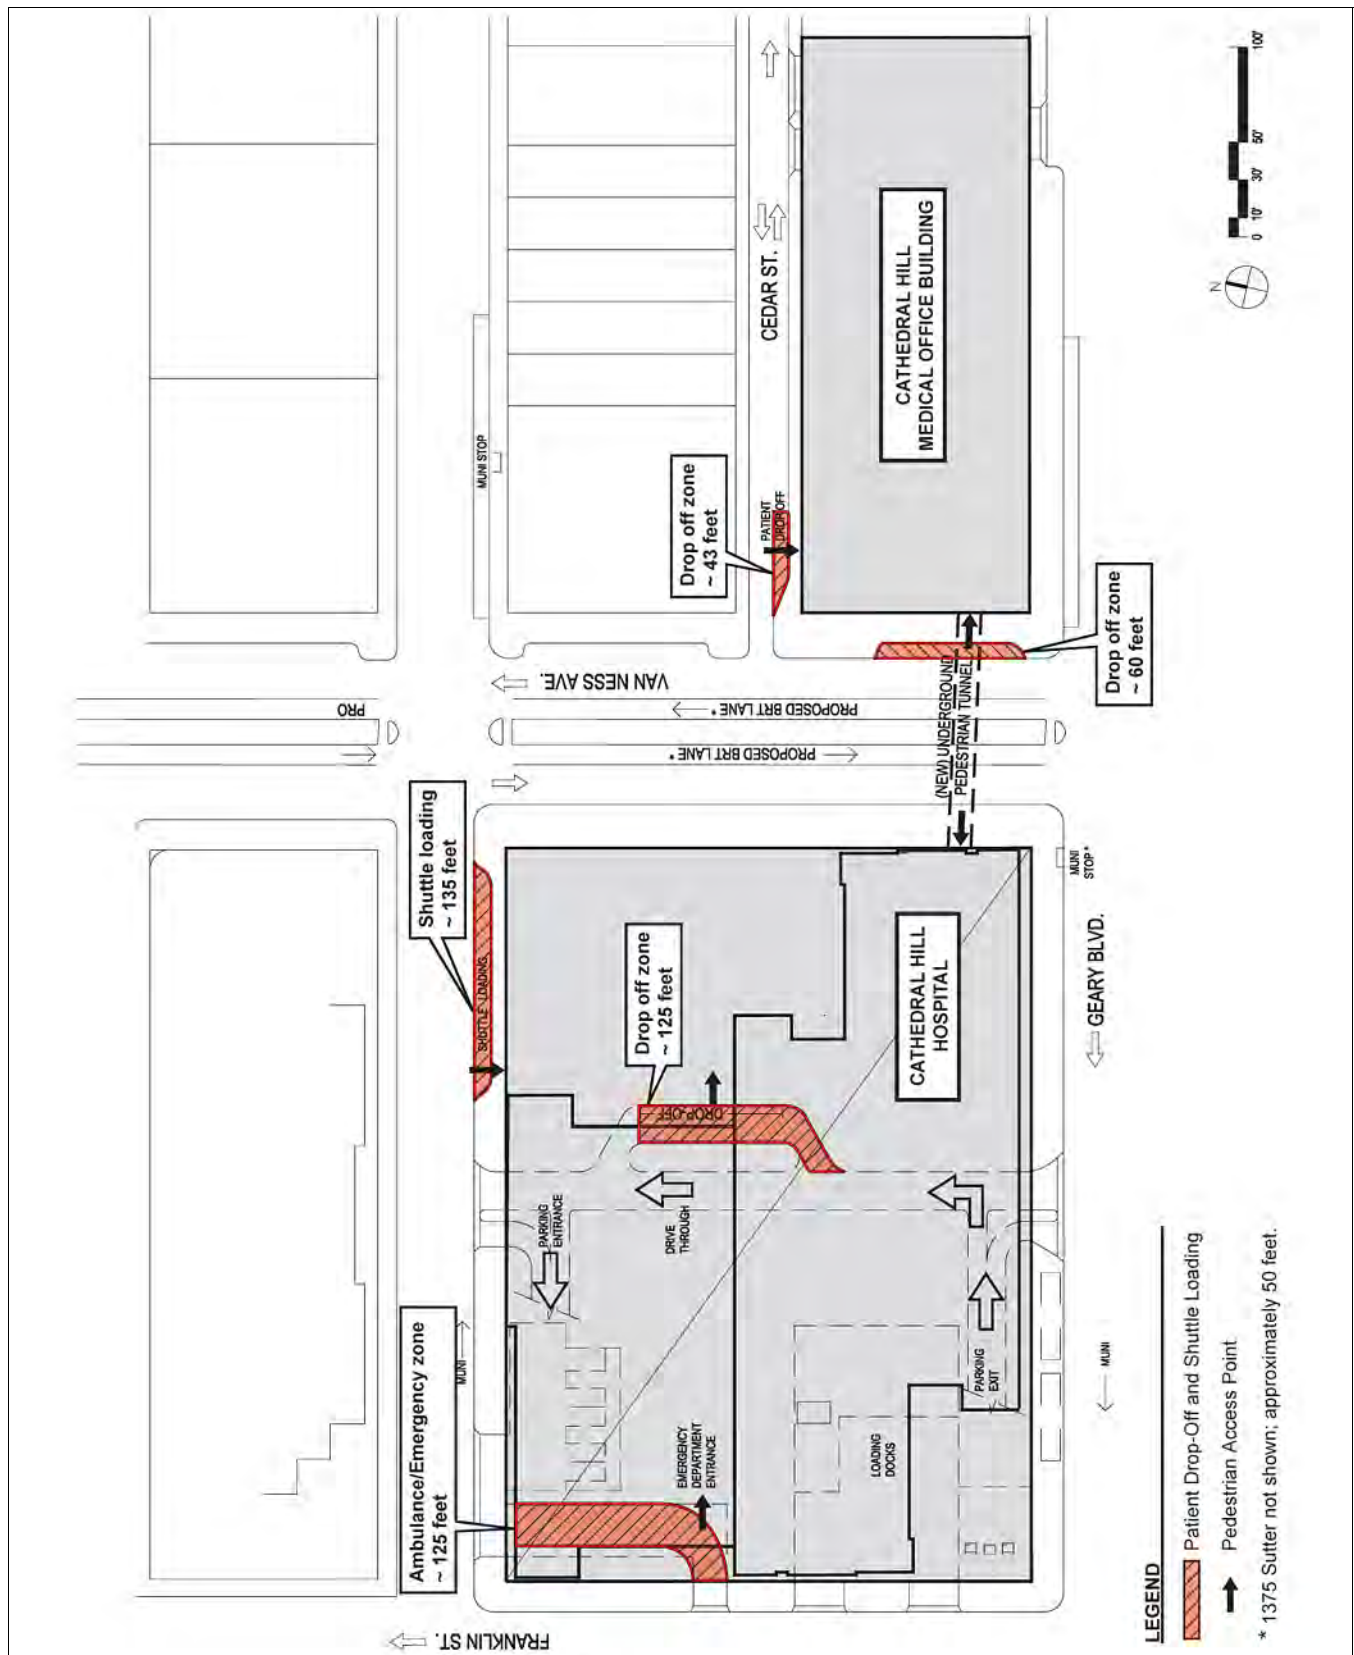 FRANKLIN ST.
Ambulance/Emergency zone
~ 125 feet
MUNI
Shuttle loading
~ 135 feet
SHUTTLE LOADING
PARKING
ENTRANCE
DRIVE
THROUGH
Drop off zone
~ 125 feet
DROP-OFF
EMERGENCY
DEPARTMENT
ENTRANCE
LOADING
DOCKS
PARKING
EXIT
CATHEDRAL HILL
HOSPITAL
MUNI
GEARY BLVD.
MUNI
STOP*
PRO
VAN NESS AVE.
PROPOSED BRT LANE*
PROPOSED BRT LANE*
(NEW) UNDERGROUND
PEDESTRIAN TUNNEL
MUNI STOP
Drop off zone
~ 43 feet
PATIENT
DROP OFF
CEDAR ST.
CATHEDRAL HILL
MEDICAL OFFICE BUILDING
Drop off zone
~ 60 feet
N
0 10' 30' 50' 100'
LEGEND
Patient Drop-Off and Shuttle Loading
Pedestrian Access Point
* 1375 Sutter not shown; approximately 50 feet.